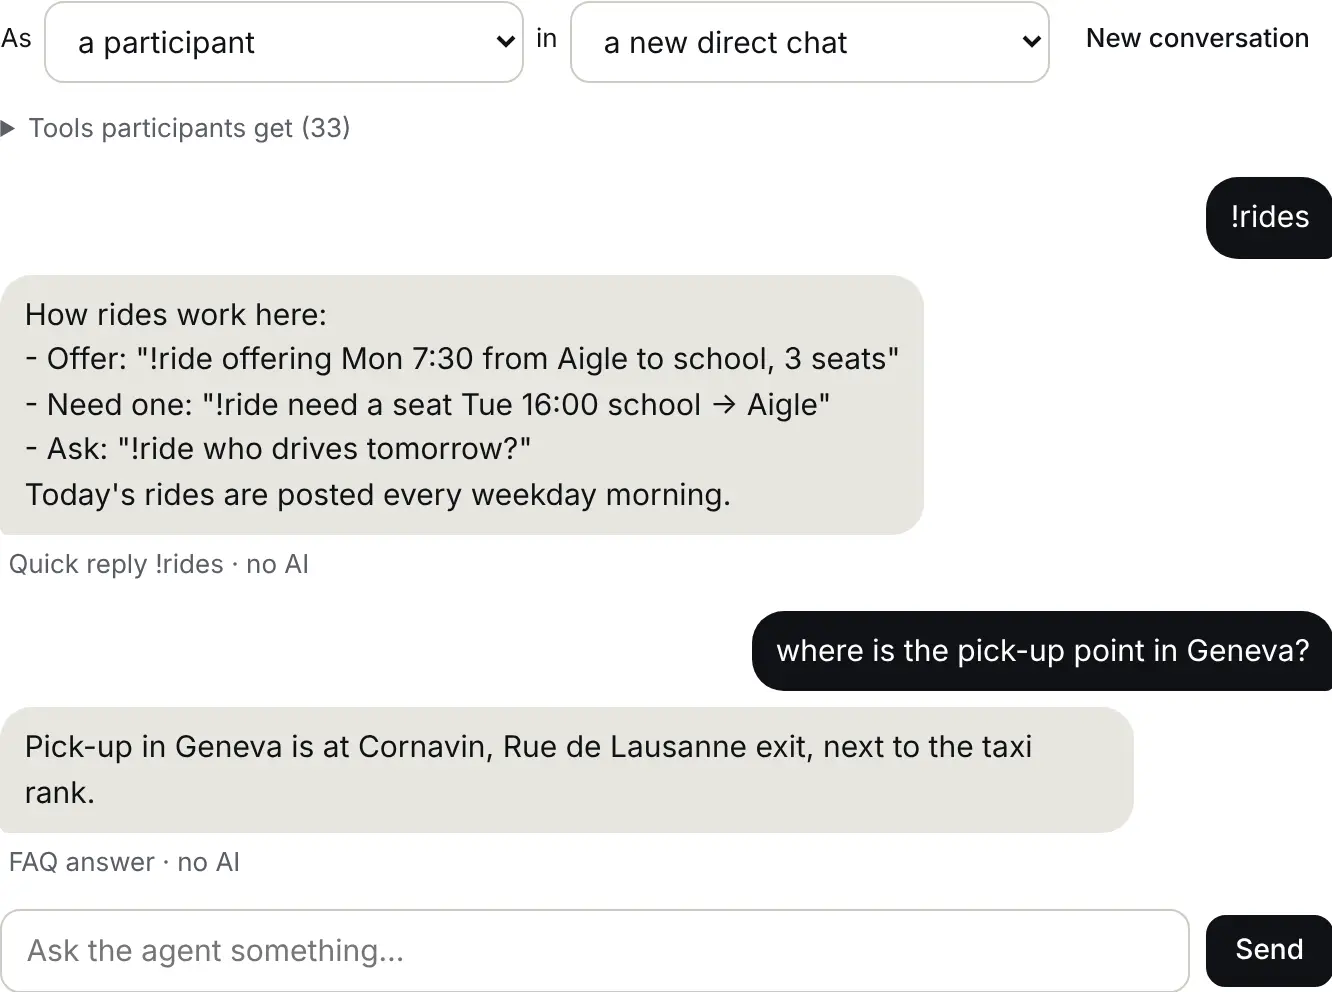 As a participant in a new direct chat New conversation
Tools participants get (33)
!rides
How rides work here:
- Offer: "!ride offering Mon 7:30 from Aigle to school, 3 seats"
- Need one: "!ride need a seat Tue 16:00 school → Aigle"
- Ask: "!ride who drives tomorrow?"
Today's rides are posted every weekday morning.
Quick reply !rides · no AI
where is the pick-up point in Geneva?
Pick-up in Geneva is at Cornavin, Rue de Lausanne exit, next to the taxi
rank.
FAQ answer · no AI
Ask the agent something...
Send